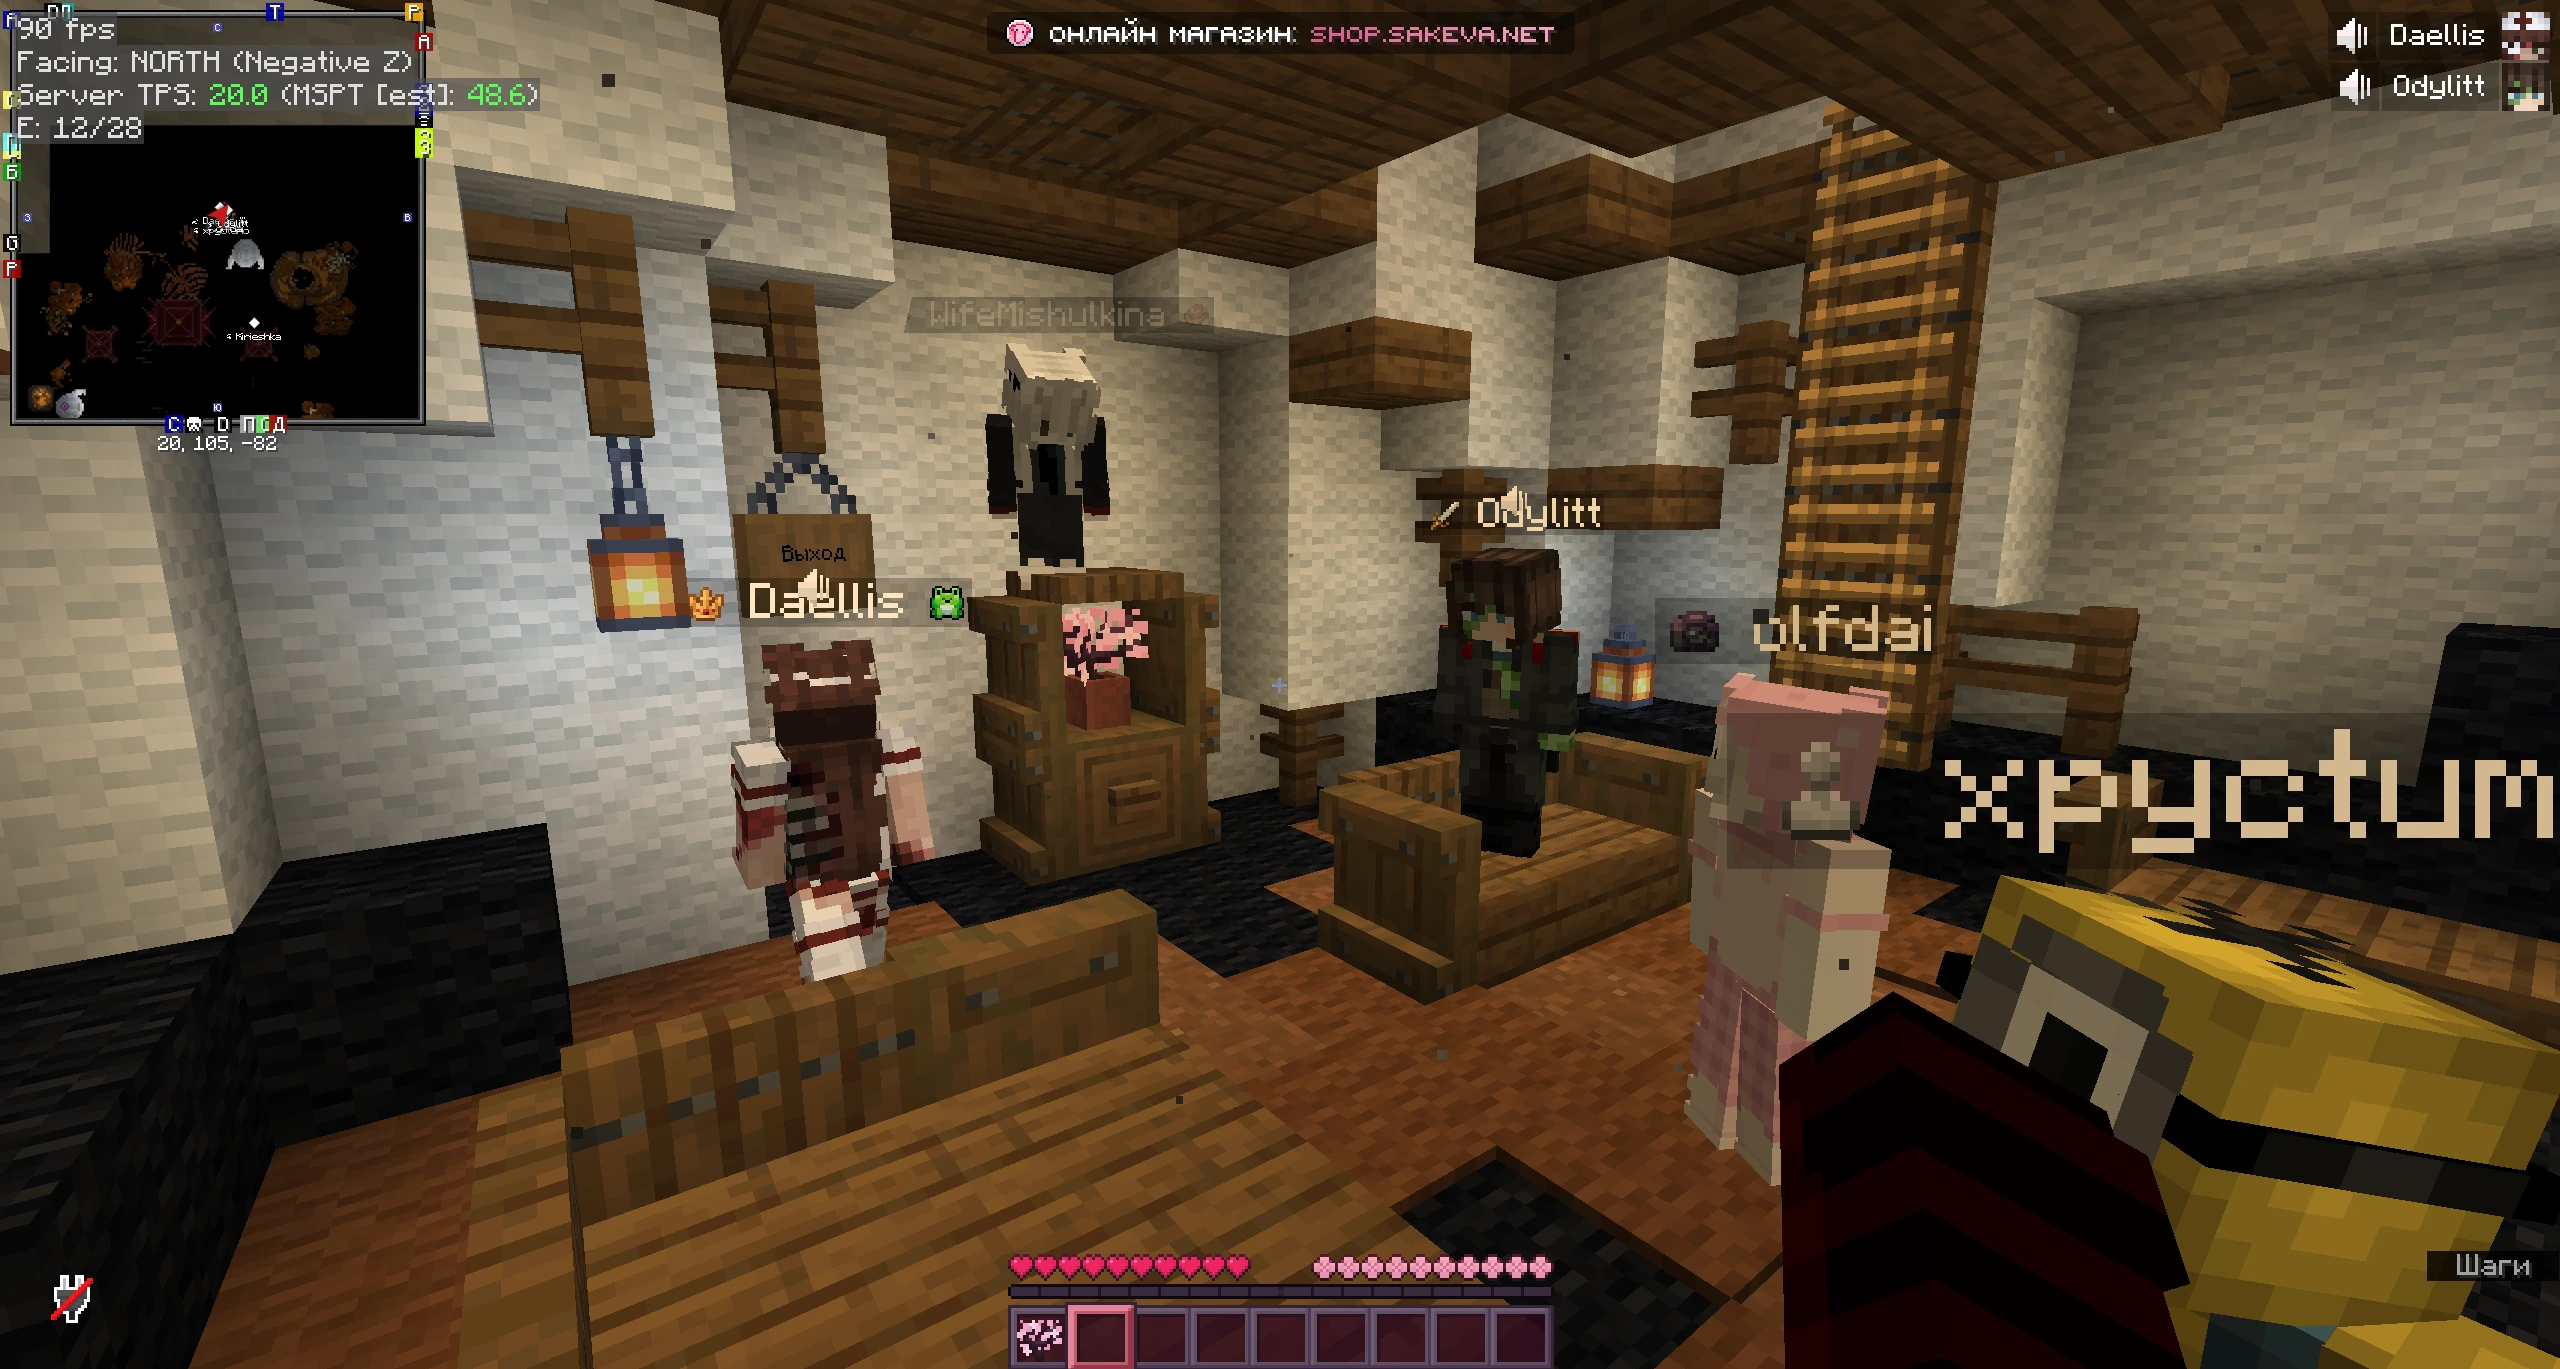 90 fps
Facing: NORTH (Negative Z)
Server TPS: 20.0 (MSPT [est]: 48.6)
E: 12/28
Kirieshka
20, 105, -82
ОНЛАЙН МАГАЗИН: SHOP.SAKEVA.NET
Daellis
Odylitt
WifeMishulkina
Odylitt
Выход
Daellis
olfdai
xpyctum
Шаги